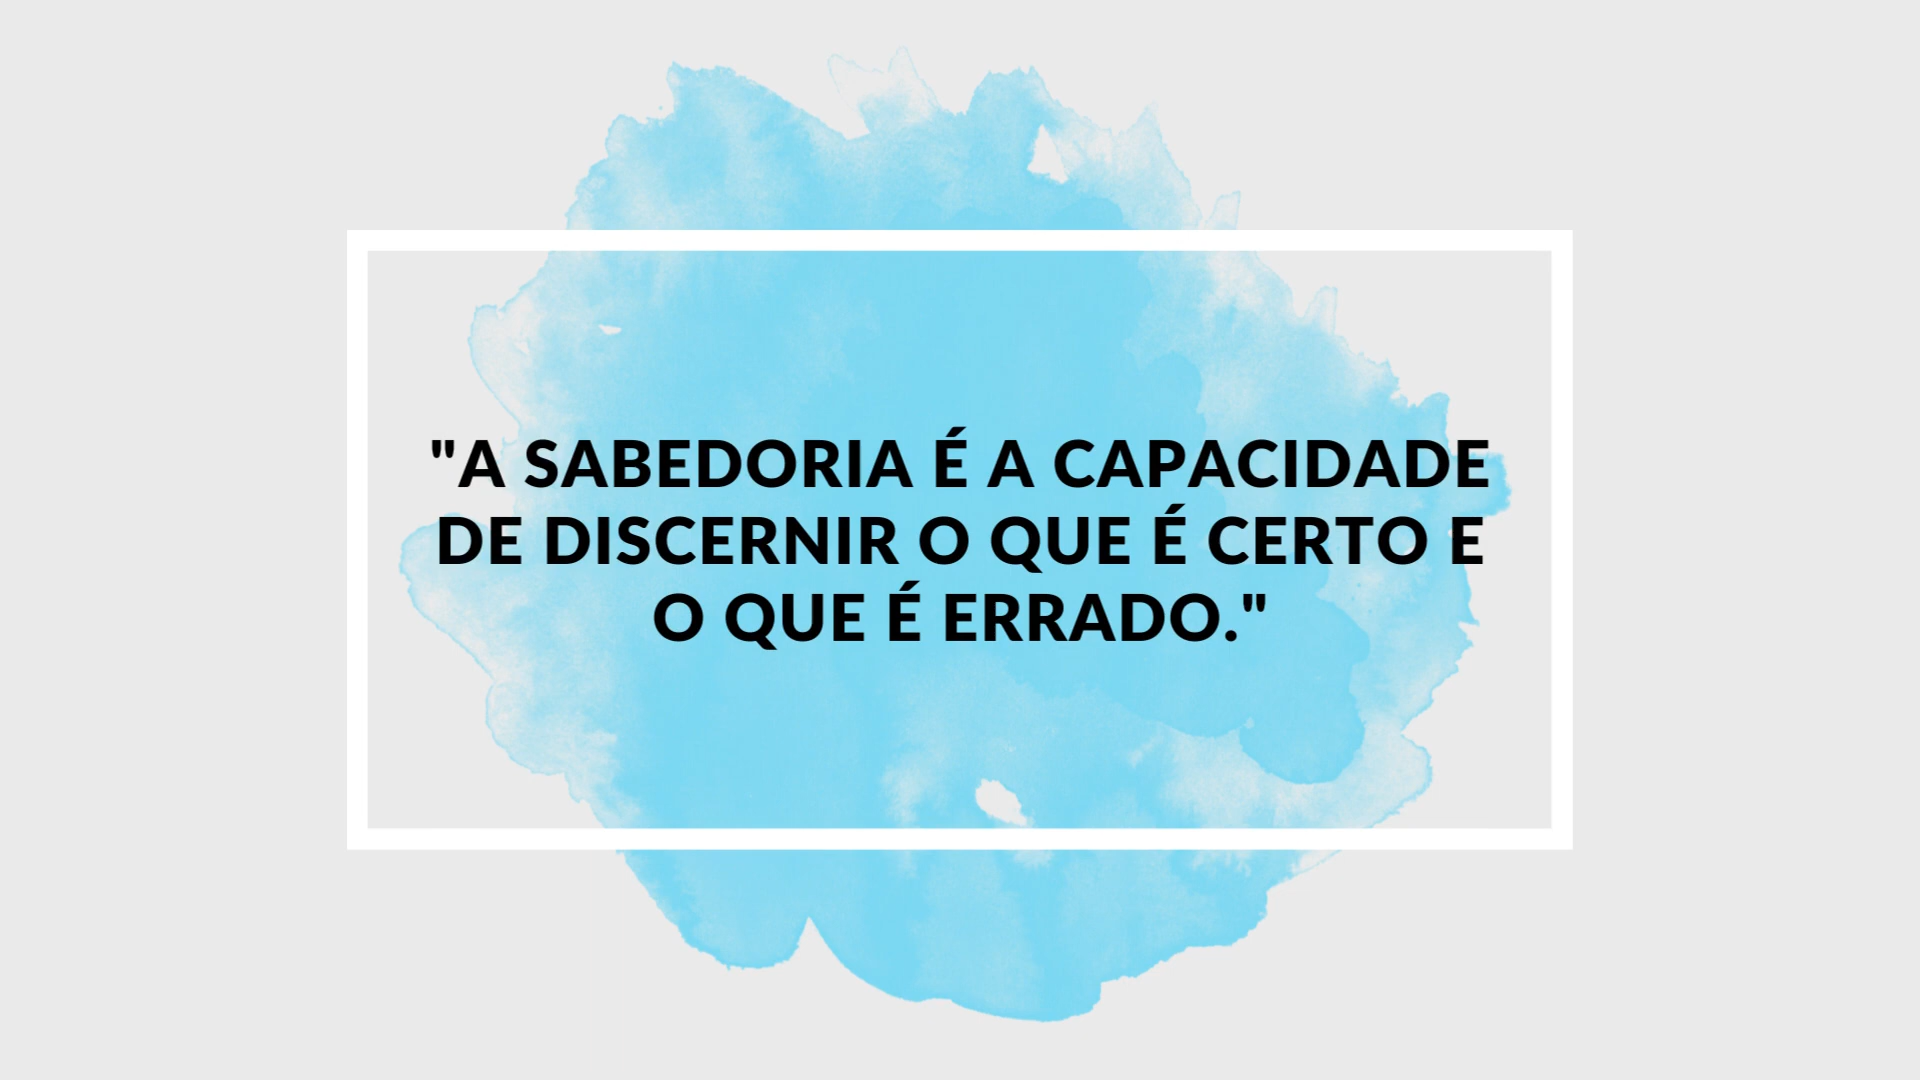 "A SABEDORIA É A CAPACIDADE
DE DISCERNIR O QUE É CERTO E
O QUE É ERRADO."